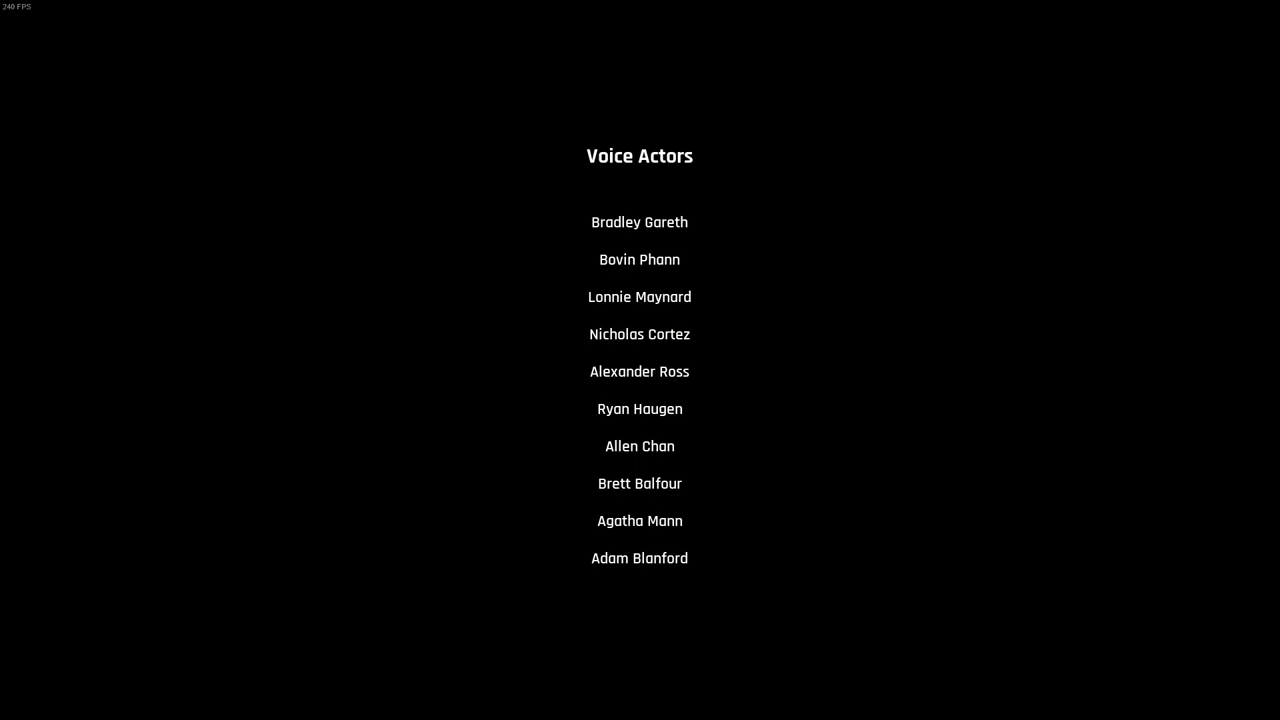 240 FPS
Voice Actors
Bradley Gareth
Bovin Phann
Lonnie Maynard
Nicholas Cortez
Alexander Ross
Ryan Haugen
Allen Chan
Brett Balfour
Agatha Mann
Adam Blanford